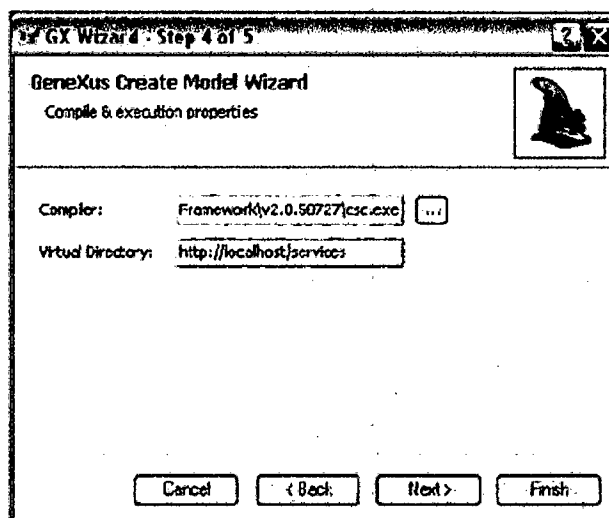 GX Wizard - Step 4 of 5
GeneXus Create Model Wizard
Compile & execution properties
Compiler: Framework\v2.0.50727\csc.exe ...
Virtual Directory: http://localhost/services
Cancel < Back Next > Finish